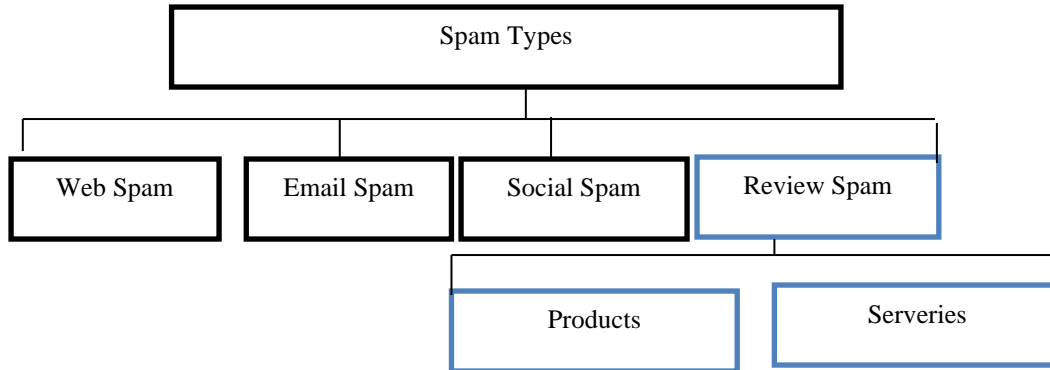 Spam Types
Web Spam
Email Spam
Social Spam
Review Spam
Products
Serveries